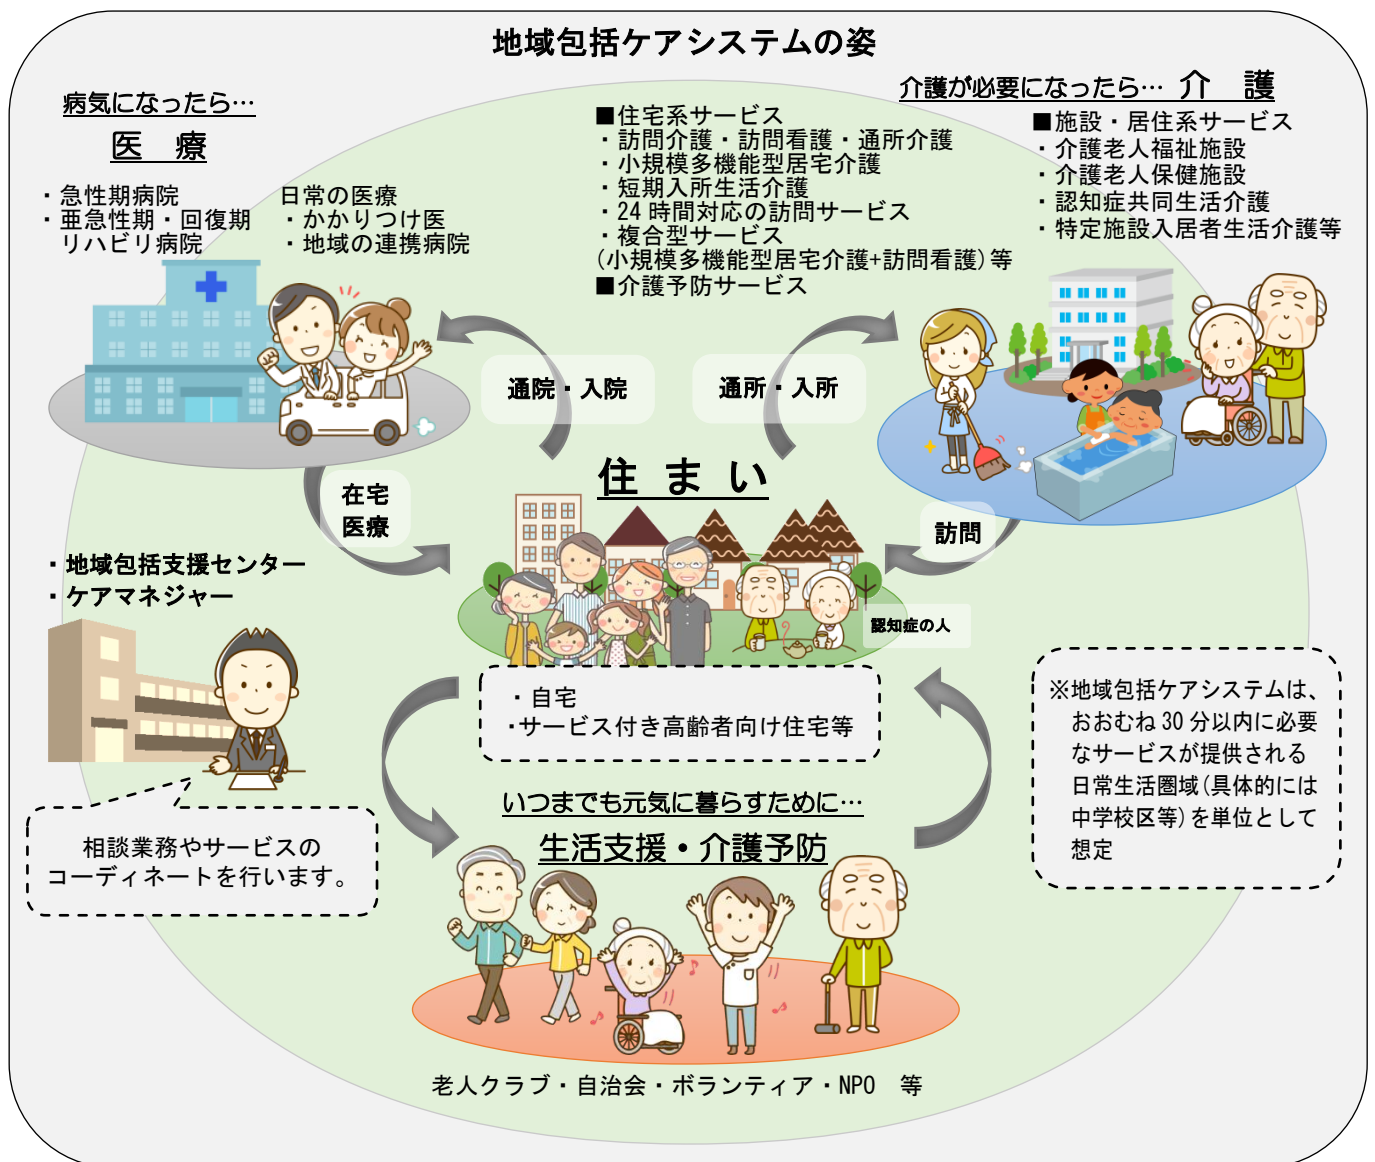 地域包括ケアシステムの姿
病気になったら…
医　療
・急性期病院
・亜急性期・回復期
リハビリ病院
日常の医療
・かかりつけ医
・地域の連携病院
■住宅系サービス
・訪問介護・訪問看護・通所介護
・小規模多機能型居宅介護
・短期入所生活介護
・24時間対応の訪問サービス
・複合型サービス
(小規模多機能型居宅介護+訪問看護)等
■介護予防サービス
介護が必要になったら… 介　護
■施設・居住系サービス
・介護老人福祉施設
・介護老人保健施設
・認知症共同生活介護
・特定施設入居者生活介護等
通院・入院
通所・入所
住 ま い
在宅
医療
訪問
認知症の人
・地域包括支援センター
・ケアマネジャー
・自宅
・サービス付き高齢者向け住宅等
※地域包括ケアシステムは、
おおむね30分以内に必要
なサービスが提供される
日常生活圏域(具体的には
中学校区等)を単位として
想定
相談業務やサービスの
コーディネートを行います。
いつまでも元気に暮らすために…
生活支援・介護予防
老人クラブ・自治会・ボランティア・NPO　等